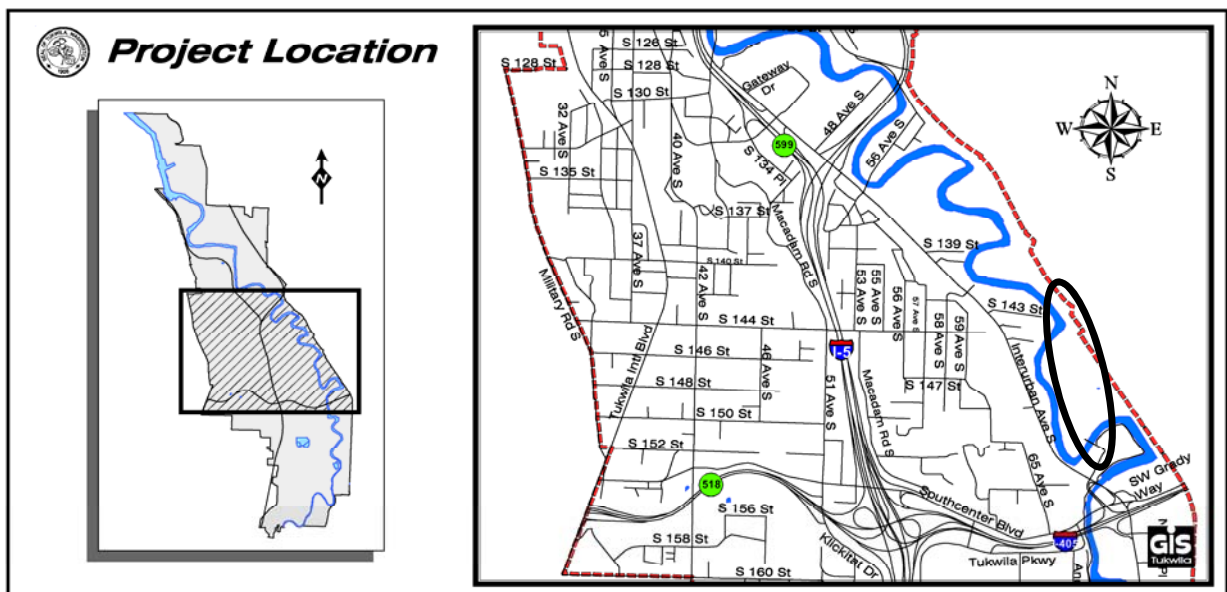 Project Location
N
S 126 St
S 128 St
S 128 St
S 130 St
Gateway Dr
32 Ave S
40 Ave S
48 Ave S
56 Ave S
599
S 134 Pl
S 135 St
S 137 St
Macadam Rd S
37 Ave S
S 139 St
S 140 St
42 Ave S
Military Rd S
53 Ave S
55 Ave S
56 Ave S
57 Ave S
58 Ave S
59 Ave S
S 143 St
S 144 St
Tukwila Intl Blvd
S 146 St
46 Ave S
I-5
Interurban Ave S
S 147 St
S 148 St
51 Ave S
Macadam Rd S
S 150 St
S 152 St
65 Ave S
SW Grady Way
518
Southcenter Blvd
S 156 St
S 158 St
Klickitat Dr
Tukwila Pkwy
S 160 St
N
W
E
S
GIS
Tukwila